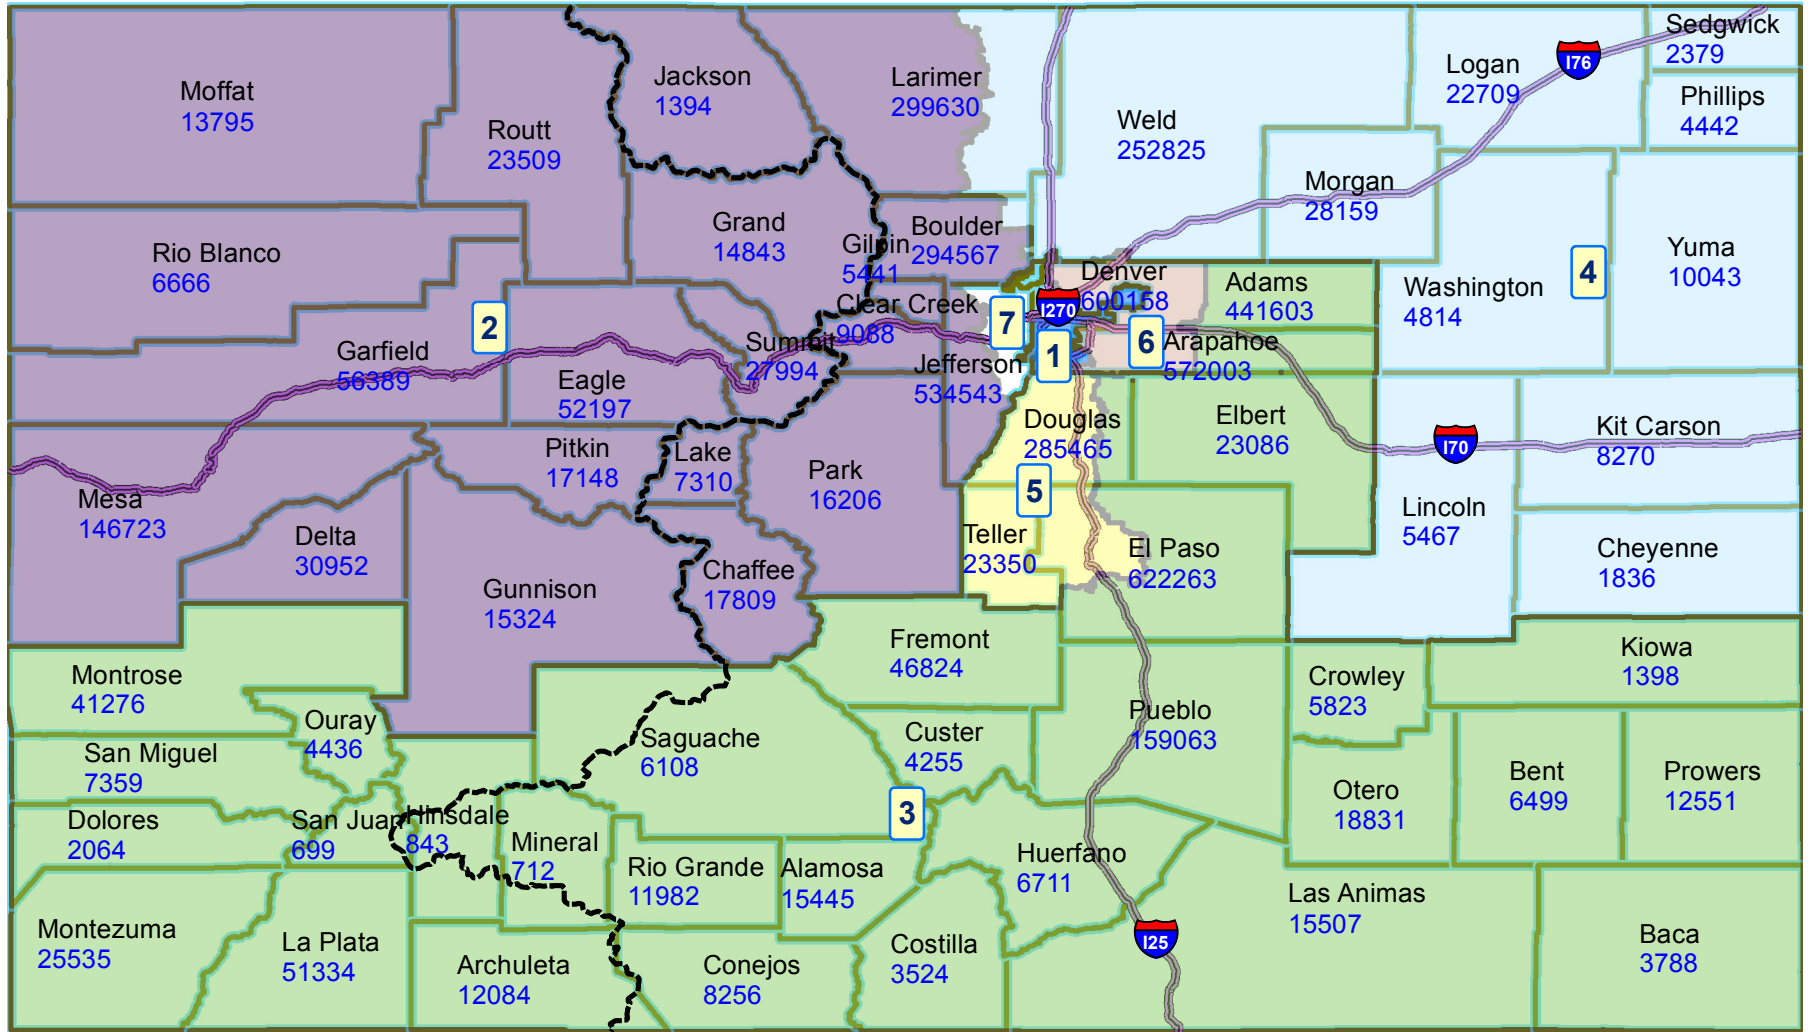 Moffat
13795
Routt
23509
Jackson
1394
Larimer
299630
Weld
252825
Logan
22709
I76
Sedgwick
2379
Phillips
4442
Rio Blanco
6666
Grand
14843
Gilpin
5441
Boulder
294567
Morgan
28159
Washington
4814
4
Yuma
10043
2
Garfield
56389
Eagle
52197
Summit
27994
Clear Creek
9088
Jefferson
534543
7
I270
Denver
600158
1
6
Adams
441603
Arapahoe
572003
Mesa
146723
Delta
30952
Pitkin
17148
Lake
7310
Park
16206
Douglas
285465
5
Elbert
23086
I70
Kit Carson
8270
Lincoln
5467
Cheyenne
1836
Gunnison
15324
Chaffee
17809
Teller
23350
El Paso
622263
Montrose
41276
Ouray
4436
San Miguel
7359
Saguache
6108
Fremont
46824
Custer
4255
Pueblo
159063
Crowley
5823
Kiowa
1398
Dolores
2064
San Juan
699
Hinsdale
843
Mineral
712
Rio Grande
11982
Alamosa
15445
3
Huerfano
6711
Otero
18831
Bent
6499
Prowers
12551
Montezuma
25535
La Plata
51334
Archuleta
12084
Conejos
8256
Costilla
3524
I25
Las Animas
15507
Baca
3788